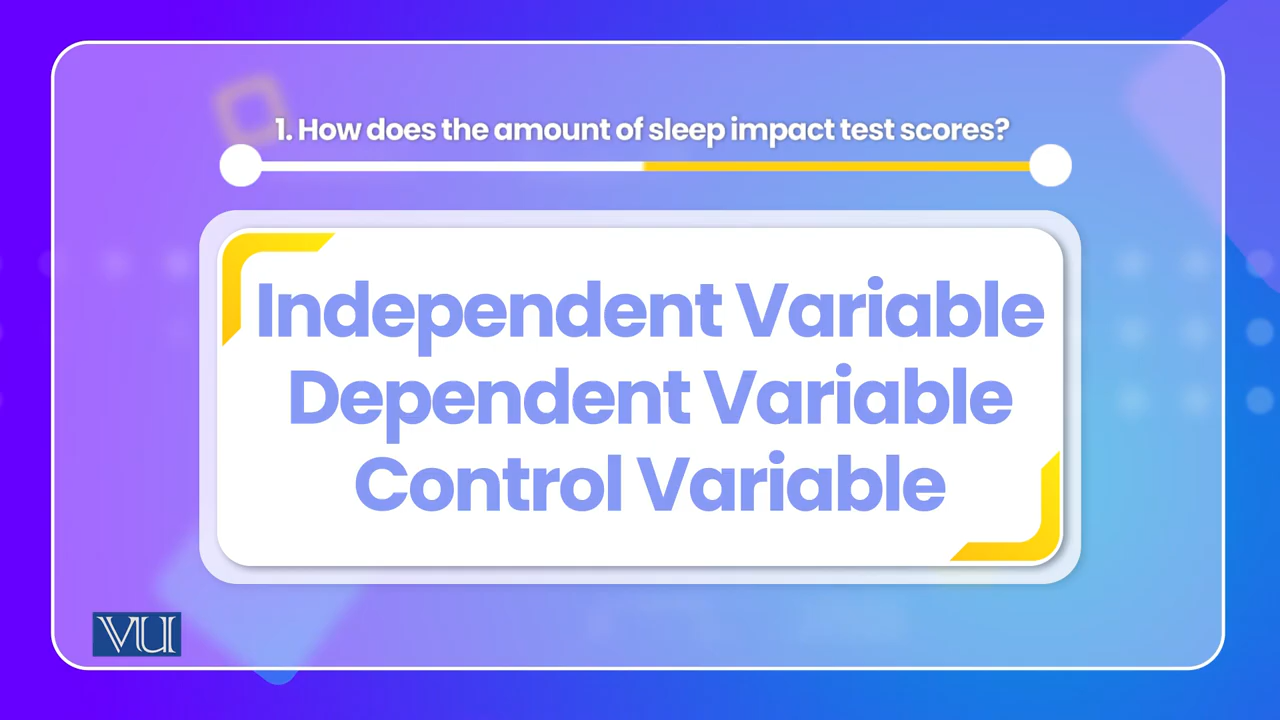 1. How does the amount of sleep impact test scores?
Independent Variable
Dependent Variable
Control Variable
VU